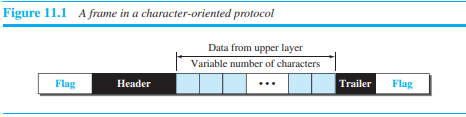 Figure 11.1 A frame in a character-oriented protocol
Data from upper layer
Variable number of characters
Flag Header ••• Trailer Flag